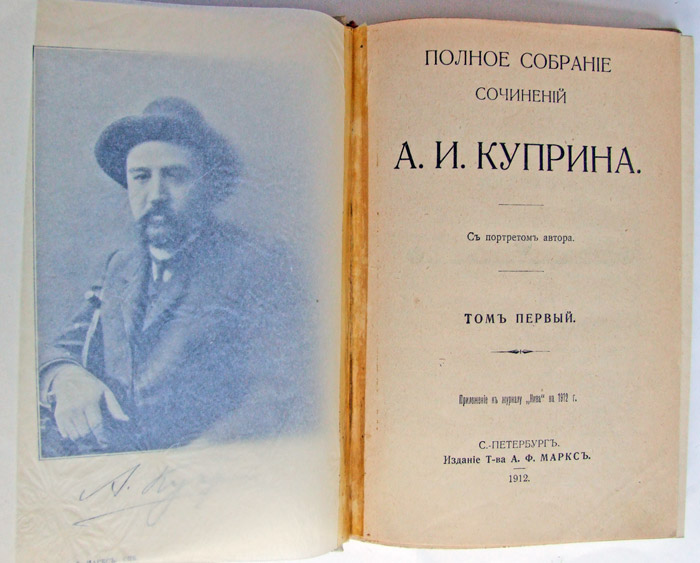 А. Куп
ПОЛНОЕ СОБРАНІЕ
СОЧИНЕНІЙ
А. И. КУПРИНА.
Съ портретомъ автора.
ТОМЪ ПЕРВЫЙ.
Приложеніе къ журналу „Нива“ на 1912 г.
С.-ПЕТЕРБУРГЪ.
Изданіе Т-ва А. Ф. МАРКСЪ.
1912.